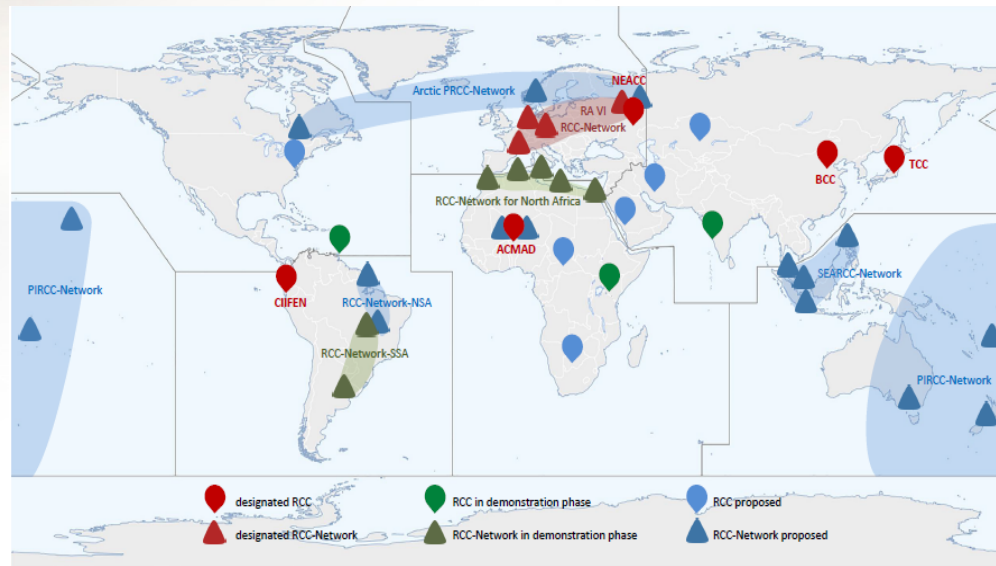 NEACC
Arctic PRCC-Network
RA VI
RCC-Network
BCC
TCC
RCC-Network for North Africa
ACMAD
CIIFEN
PIRCC-Network
RCC-Network-NSA
SEARCC-Network
RCC-Network-SSA
PIRCC-Network
designated RCC
RCC in demonstration phase
RCC proposed
designated RCC-Network
RCC-Network in demonstration phase
RCC-Network proposed